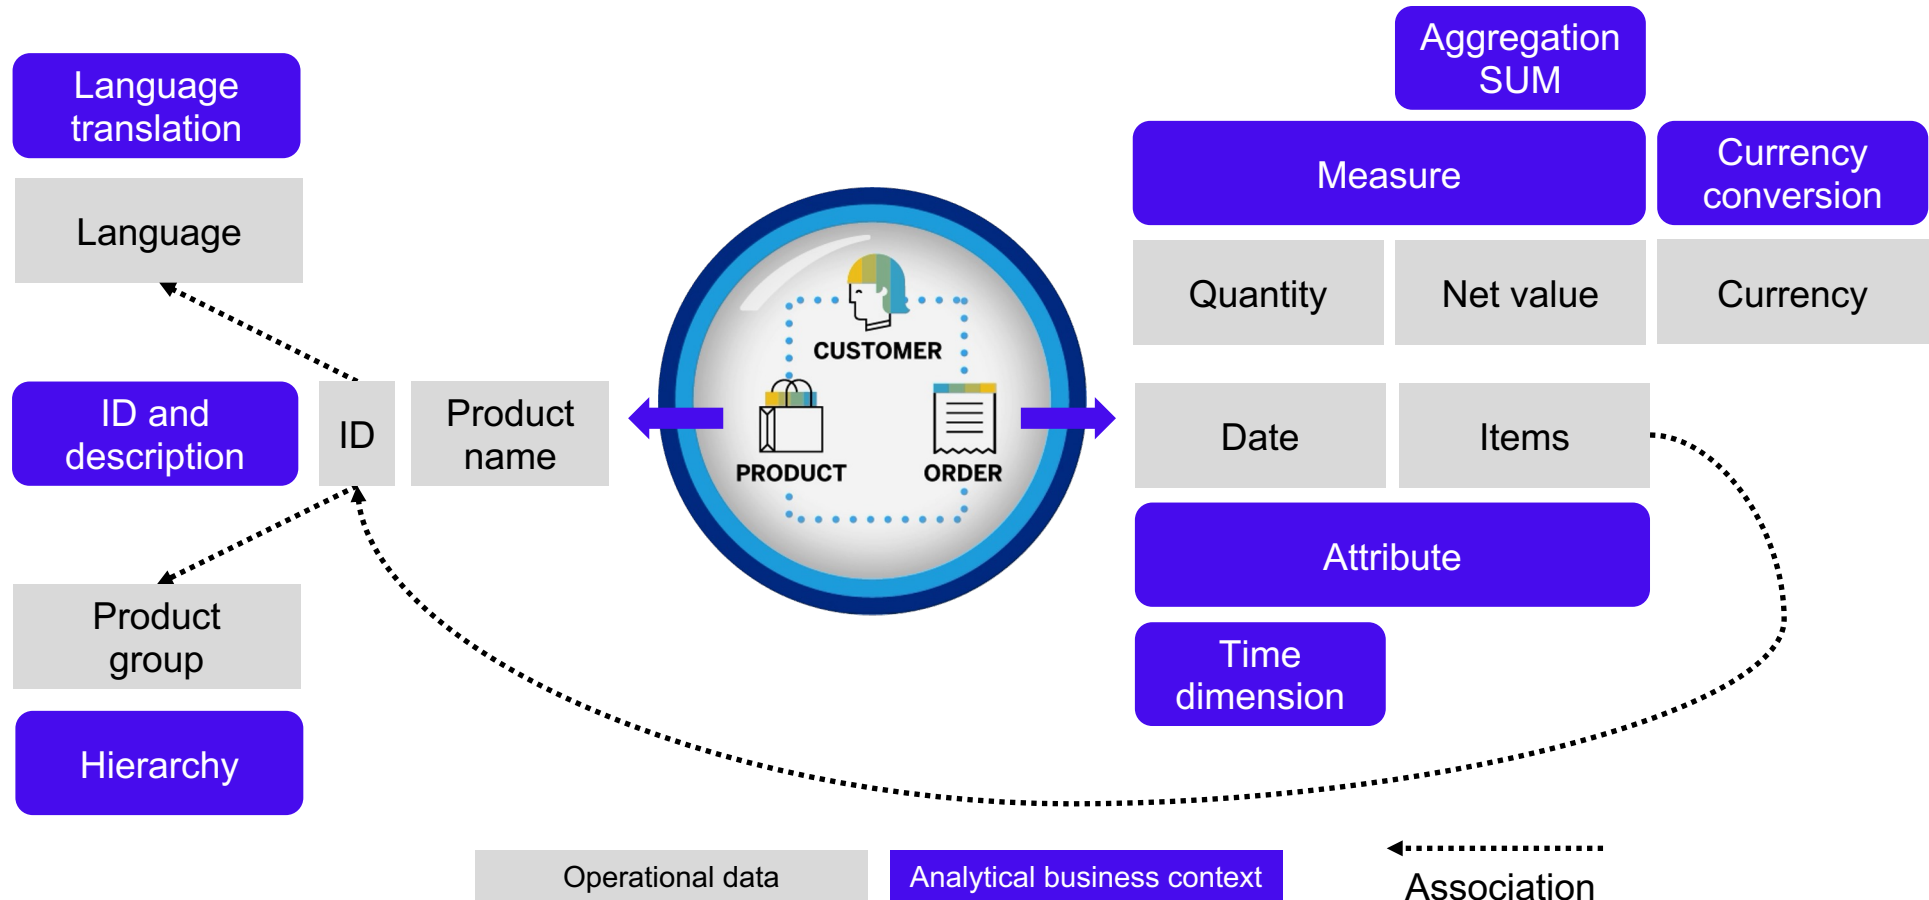 Language
translation
Language
ID and
description
ID
Product
name
Product
group
Hierarchy
CUSTOMER
PRODUCT
ORDER
Aggregation
SUM
Measure
Currency
conversion
Quantity
Net value
Currency
Date
Items
Attribute
Time
dimension
Operational data
Analytical business context
Association